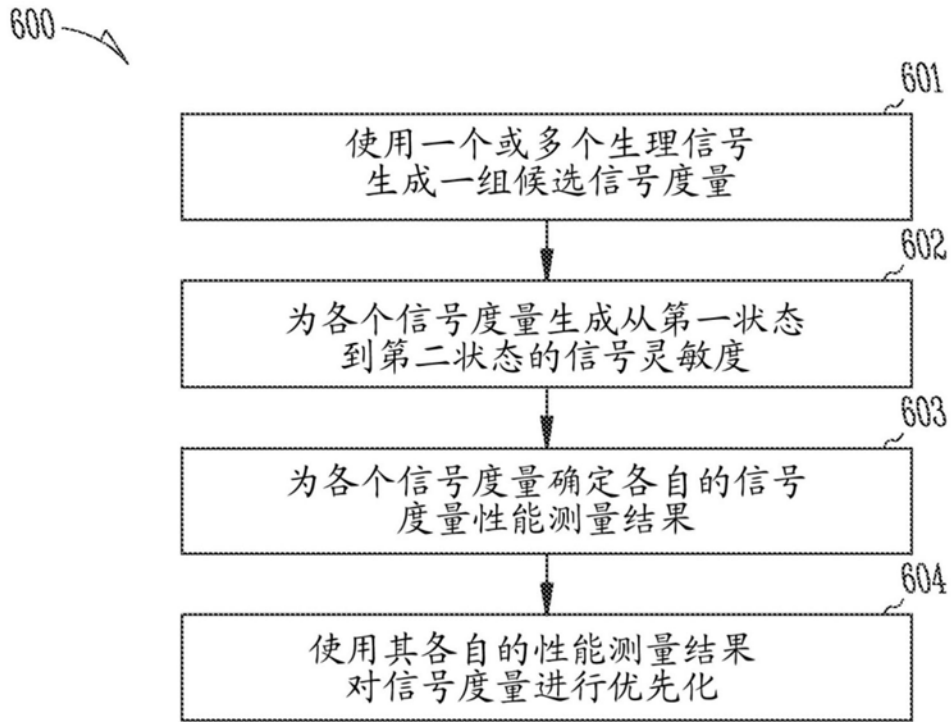 600
601
使用一个或多个生理信号
生成一组候选信号度量
602
为各个信号度量生成从第一状态
到第二状态的信号灵敏度
603
为各个信号度量确定各自的信号
度量性能测量结果
604
使用其各自的性能测量结果
对信号度量进行优先化